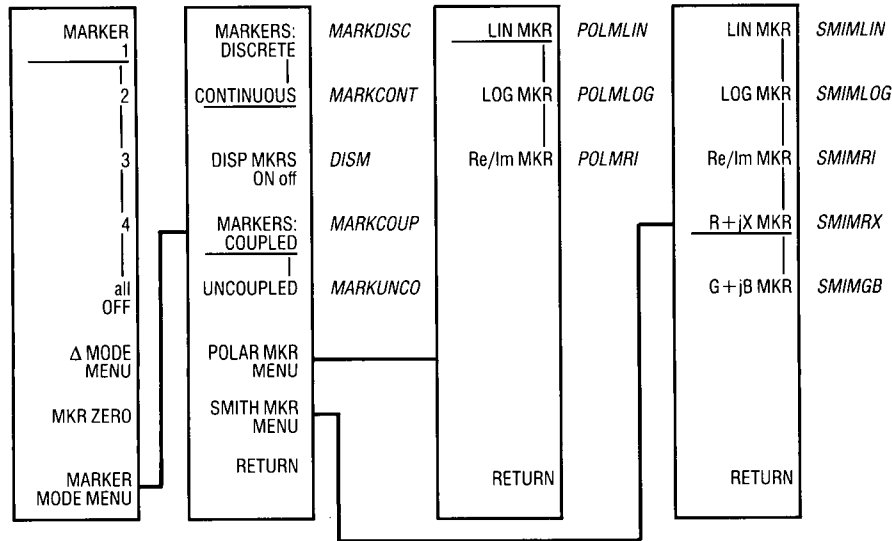 MARKER
1
2
3
4
all
OFF
Δ MODE
MENU
MKR ZERO
MARKER
MODE MENU
MARKERS:
DISCRETE
MARKDISC
CONTINUOUS
MARKCONT
DISP MKRS
ON off
DISM
MARKERS:
COUPLED
MARKCOUP
UNCOUPLED
MARKUNCO
POLAR MKR
MENU
SMITH MKR
MENU
RETURN
LIN MKR
POLMLIN
LOG MKR
POLMLOG
Re/Im MKR
POLMRI
RETURN
LIN MKR
SMIMLIN
LOG MKR
SMIMLOG
Re/Im MKR
SMIMRI
R+jX MKR
SMIMRX
G+jB MKR
SMIMGB
RETURN